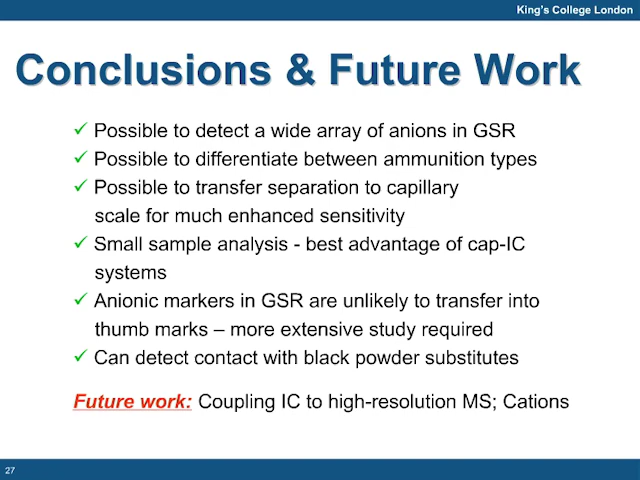 King's College London
Conclusions & Future Work
✓ Possible to detect a wide array of anions in GSR
✓ Possible to differentiate between ammunition types
✓ Possible to transfer separation to capillary
scale for much enhanced sensitivity
✓ Small sample analysis - best advantage of cap-IC
systems
✓ Anionic markers in GSR are unlikely to transfer into
thumb marks – more extensive study required
✓ Can detect contact with black powder substitutes
Future work: Coupling IC to high-resolution MS; Cations
27